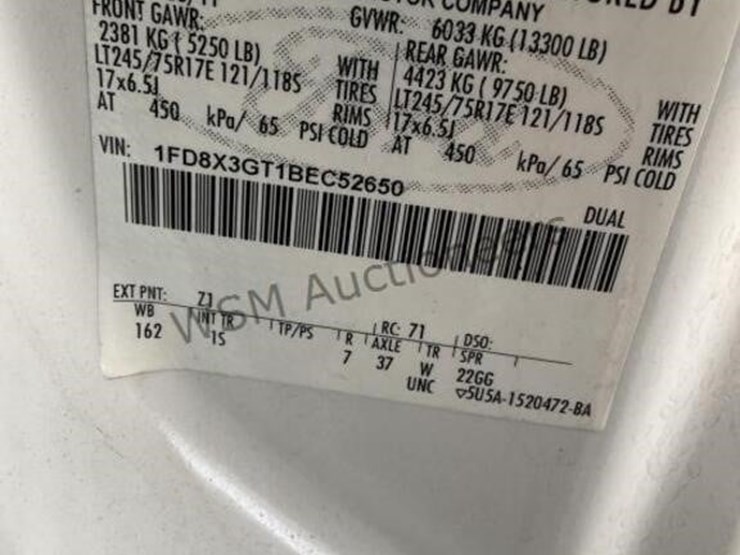 COMPANY
FRONT GAWR: GVWR: 6033 KG (13300 LB)
2381 KG ( 5250 LB) WITH REAR GAWR: 4423 KG ( 9750 LB) WITH
LT245/75R17E 121/118S TIRES LT245/75R17E 121/118S TIRES
17x6.5J RIMS 17x6.5J RIMS
AT 450 kPa/ 65 PSI COLD AT 450 kPa/ 65 PSI COLD
VIN: 1FD8X3GT1BEC52650
DUAL
WSM Auctioneers
EXT PNT: Z1 RC: 71 DSO:
WB INT TR TP/PS R AXLE TR SPR
162 1S 7 37 W 22GG
UNC ▽5U5A-1520472-BA